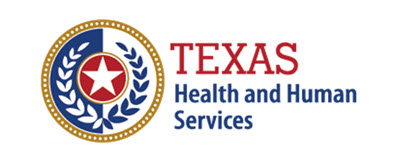 TEXAS
Health and Human
Services